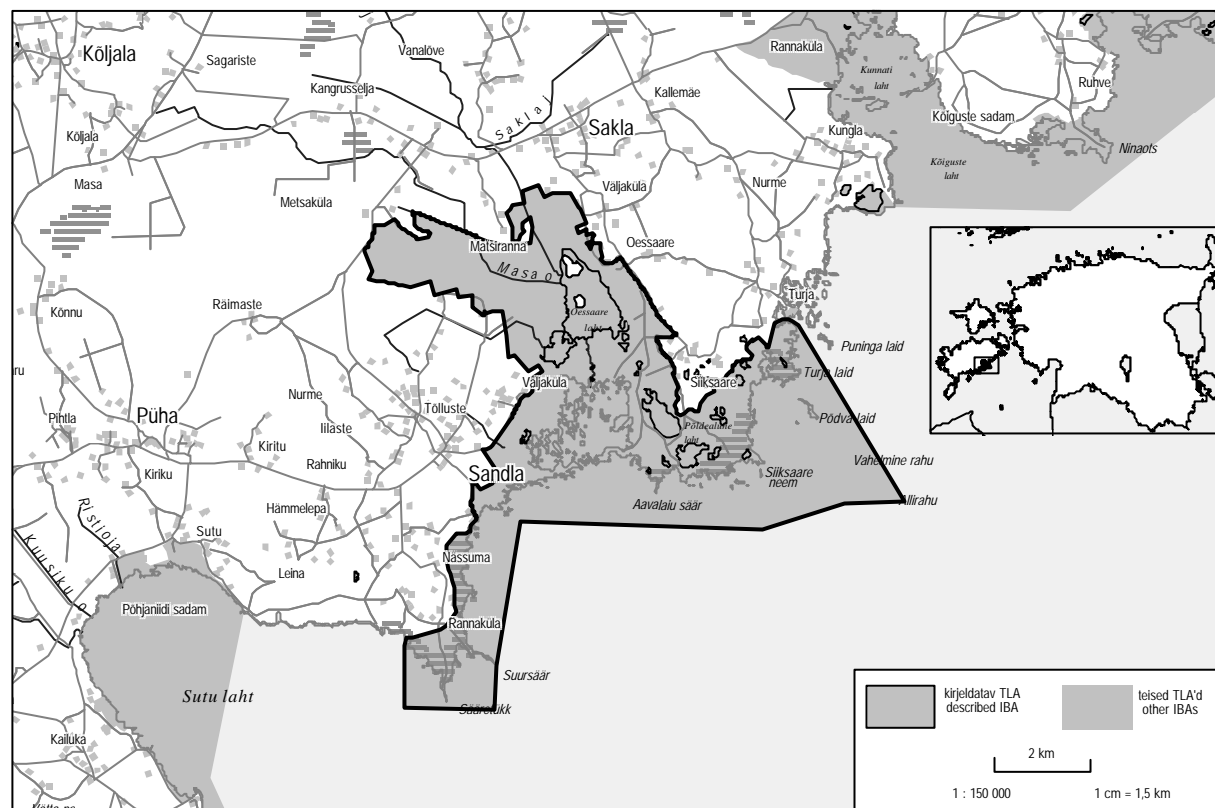 Vanalõve
Rannaküla
Kõljala
Sagariste
Kunnati
laht
Ruhve
Kangrusselja
Kallemäe
Saklaj
Sakla
Kõljala
Kungla
Kõiguste sadam
Ninaots
Kõiguste
laht
Masa
Väljaküla
Nurme
Metsaküla
Matsiranna
Oessaare
Masa o
Turja
Räimaste
Kõnnu
Oessaare
laht
Puninga laid
Siiksaare
Turja laid
Väljaküla
Nurme
Tõlluste
Põdva laid
Pihtla
Püha
Iilaste
Põldealune
laht
Kiritu
Rahniku
Vahelmine rahu
Kiriku
Sandla
Siiksaare
neem
Allirahu
Aavalaiu säär
Hämmelepa
Ristioja
Sutu
Kuusiku o
Nässuma
Leina
Põhjaniidi sadam
Rannaküla
Suursäär
Sutu laht
Sääretükk
Kailuka
kirjeldatav TLA
described IBA
teised TLA'd
other IBAs
2 km
1 : 150 000
1 cm = 1,5 km